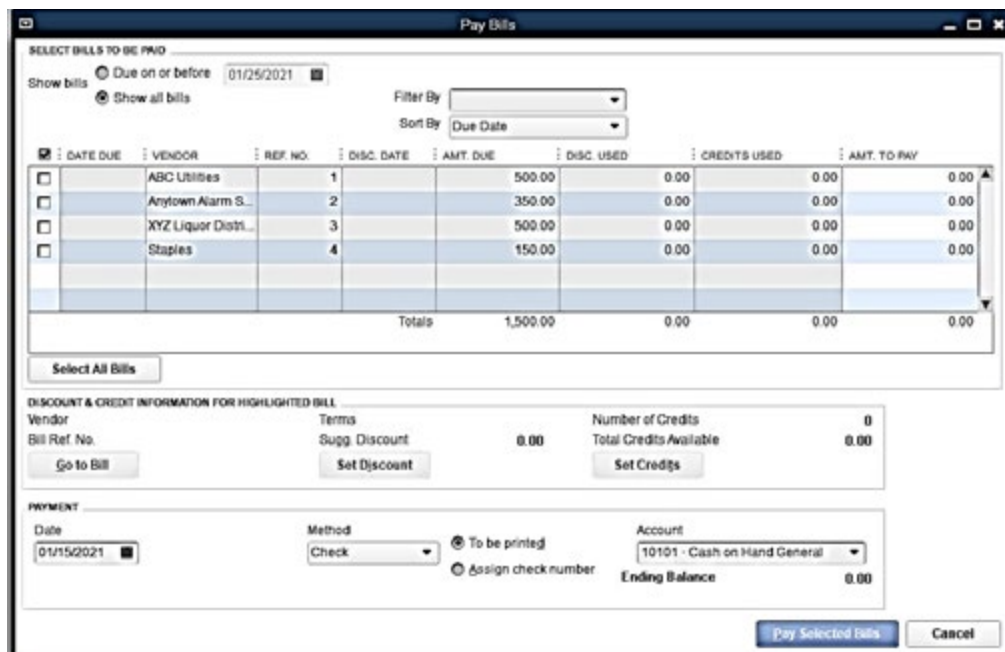 Pay Bills
SELECT BILLS TO BE PAID
Show bills Due on or before 01/25/2021
Show all bills
Filter By
Sort By Due Date
DATE DUE VENDOR REF. NO. DISC. DATE AMT. DUE DISC. USED CREDITS USED AMT. TO PAY
ABC Utilities 1 500.00 0.00 0.00 0.00
Anytown Alarm S... 2 350.00 0.00 0.00 0.00
XYZ Liquor Distri... 3 500.00 0.00 0.00 0.00
Staples 4 150.00 0.00 0.00 0.00
Totals 1,500.00 0.00 0.00 0.00
Select All Bills
DISCOUNT & CREDIT INFORMATION FOR HIGHLIGHTED BILL
Vendor Terms Number of Credits 0
Bill Ref. No. Sugg. Discount 0.00 Total Credits Available 0.00
Go to Bill Set Discount Set Credits
PAYMENT
Date Method Account
01/15/2021 Check To be printed 10101 · Cash on Hand General
Assign check number Ending Balance 0.00
Pay Selected Bills Cancel